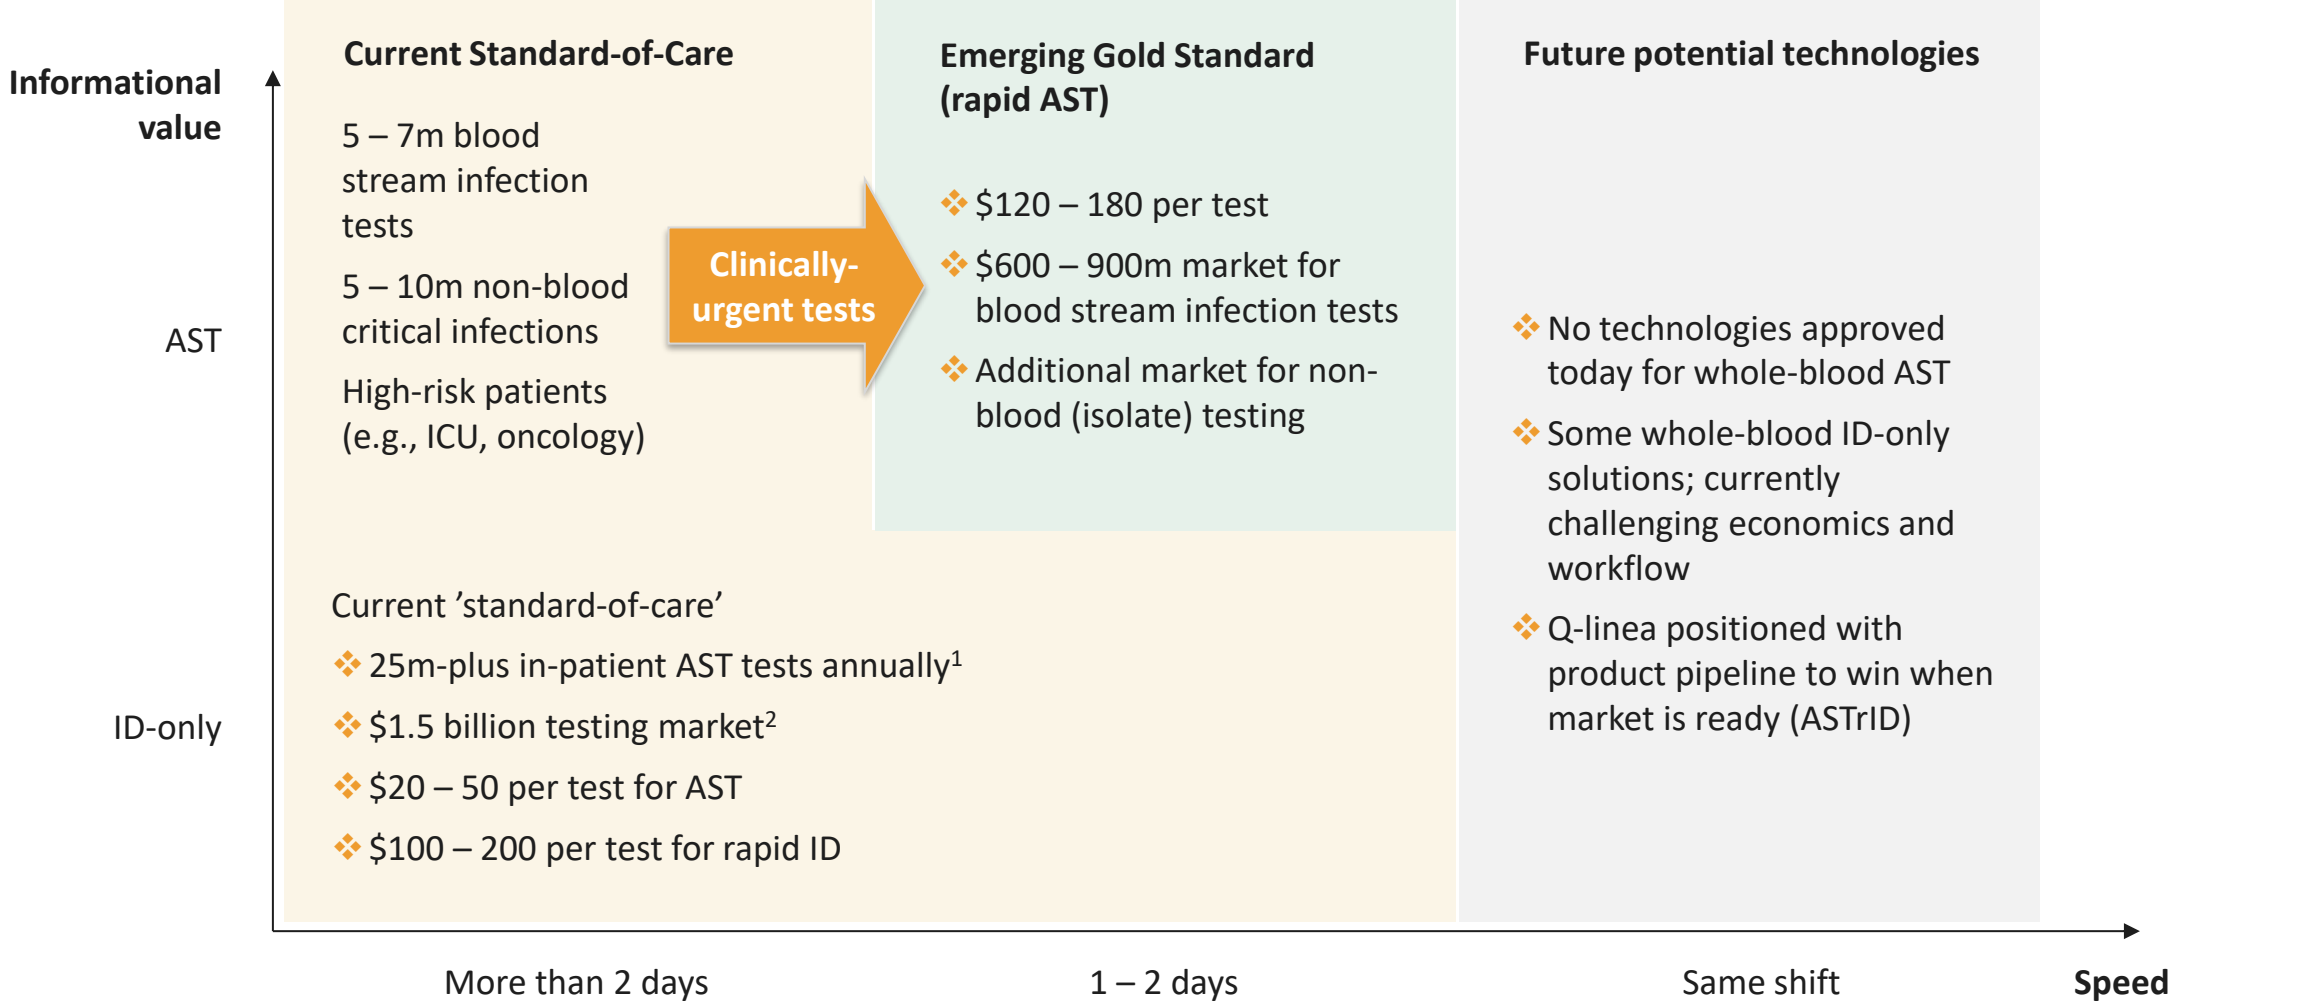 Informational
value
AST
ID-only
Current Standard-of-Care
5 – 7m blood
stream infection
tests
5 – 10m non-blood
critical infections
High-risk patients
(e.g., ICU, oncology)
Clinically-
urgent tests
Emerging Gold Standard
(rapid AST)
$120 – 180 per test
$600 – 900m market for
blood stream infection tests
Additional market for non-
blood (isolate) testing
Current ’standard-of-care’
25m-plus in-patient AST tests annually¹
$1.5 billion testing market²
$20 – 50 per test for AST
$100 – 200 per test for rapid ID
Future potential technologies
No technologies approved
today for whole-blood AST
Some whole-blood ID-only
solutions; currently
challenging economics and
workflow
Q-linea positioned with
product pipeline to win when
market is ready (ASTrID)
More than 2 days
1 – 2 days
Same shift
Speed